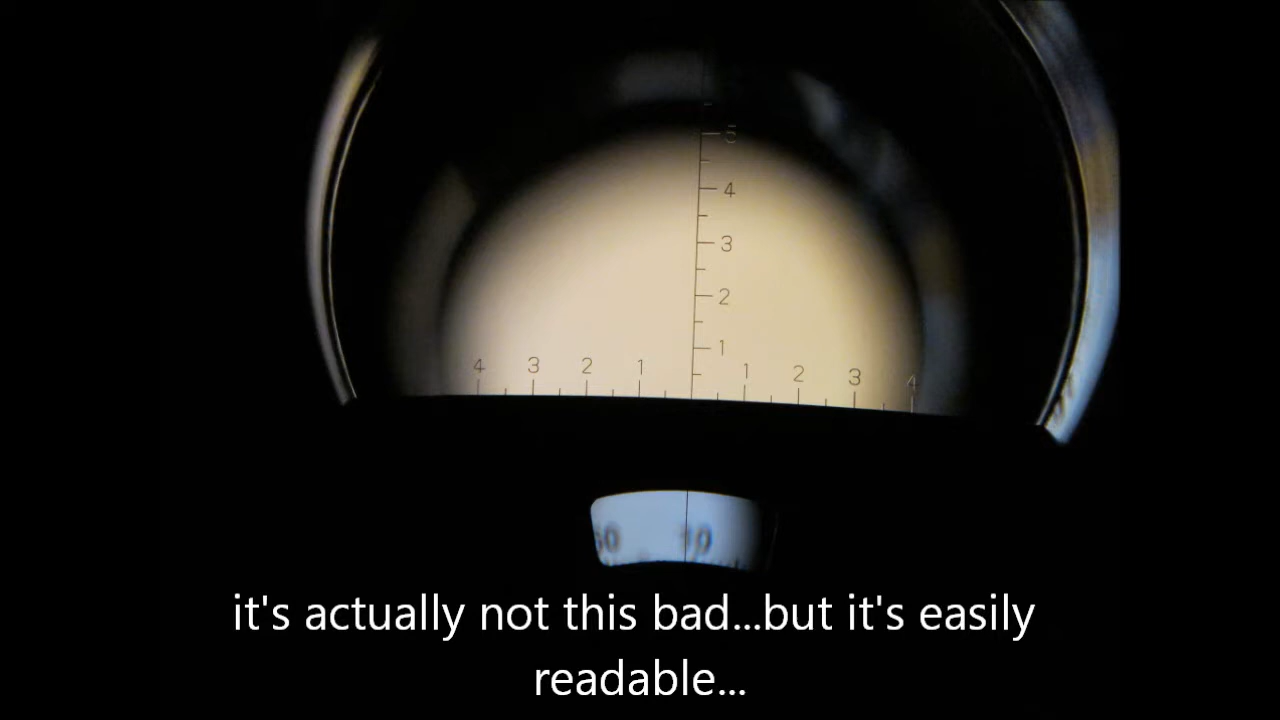 5
4
3
2
1
4 3 2 1 1 2 3 4
it's actually not this bad...but it's easily
readable...